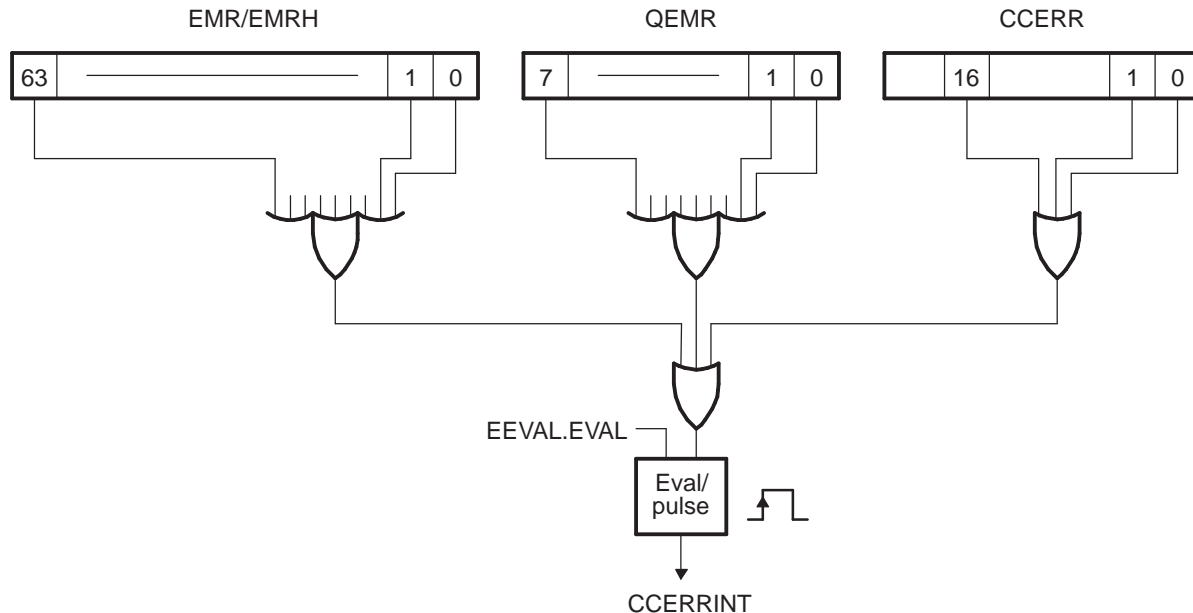 EMR/EMRH QEMR CCERR
63 1 0 7 1 0 16 1 0
EEVAL.EVAL
Eval/
pulse
CCERRINT